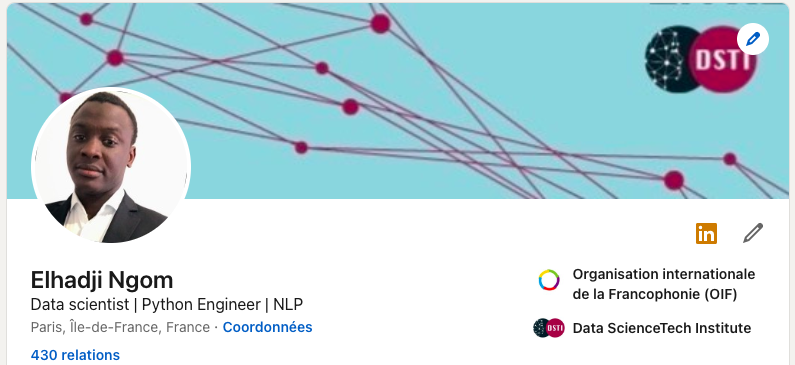 DSTI
in
Elhadji Ngom
Data scientist | Python Engineer | NLP
Paris, Île-de-France, France · Coordonnées
430 relations
Organisation internationale
de la Francophonie (OIF)
DSTI
Data ScienceTech Institute